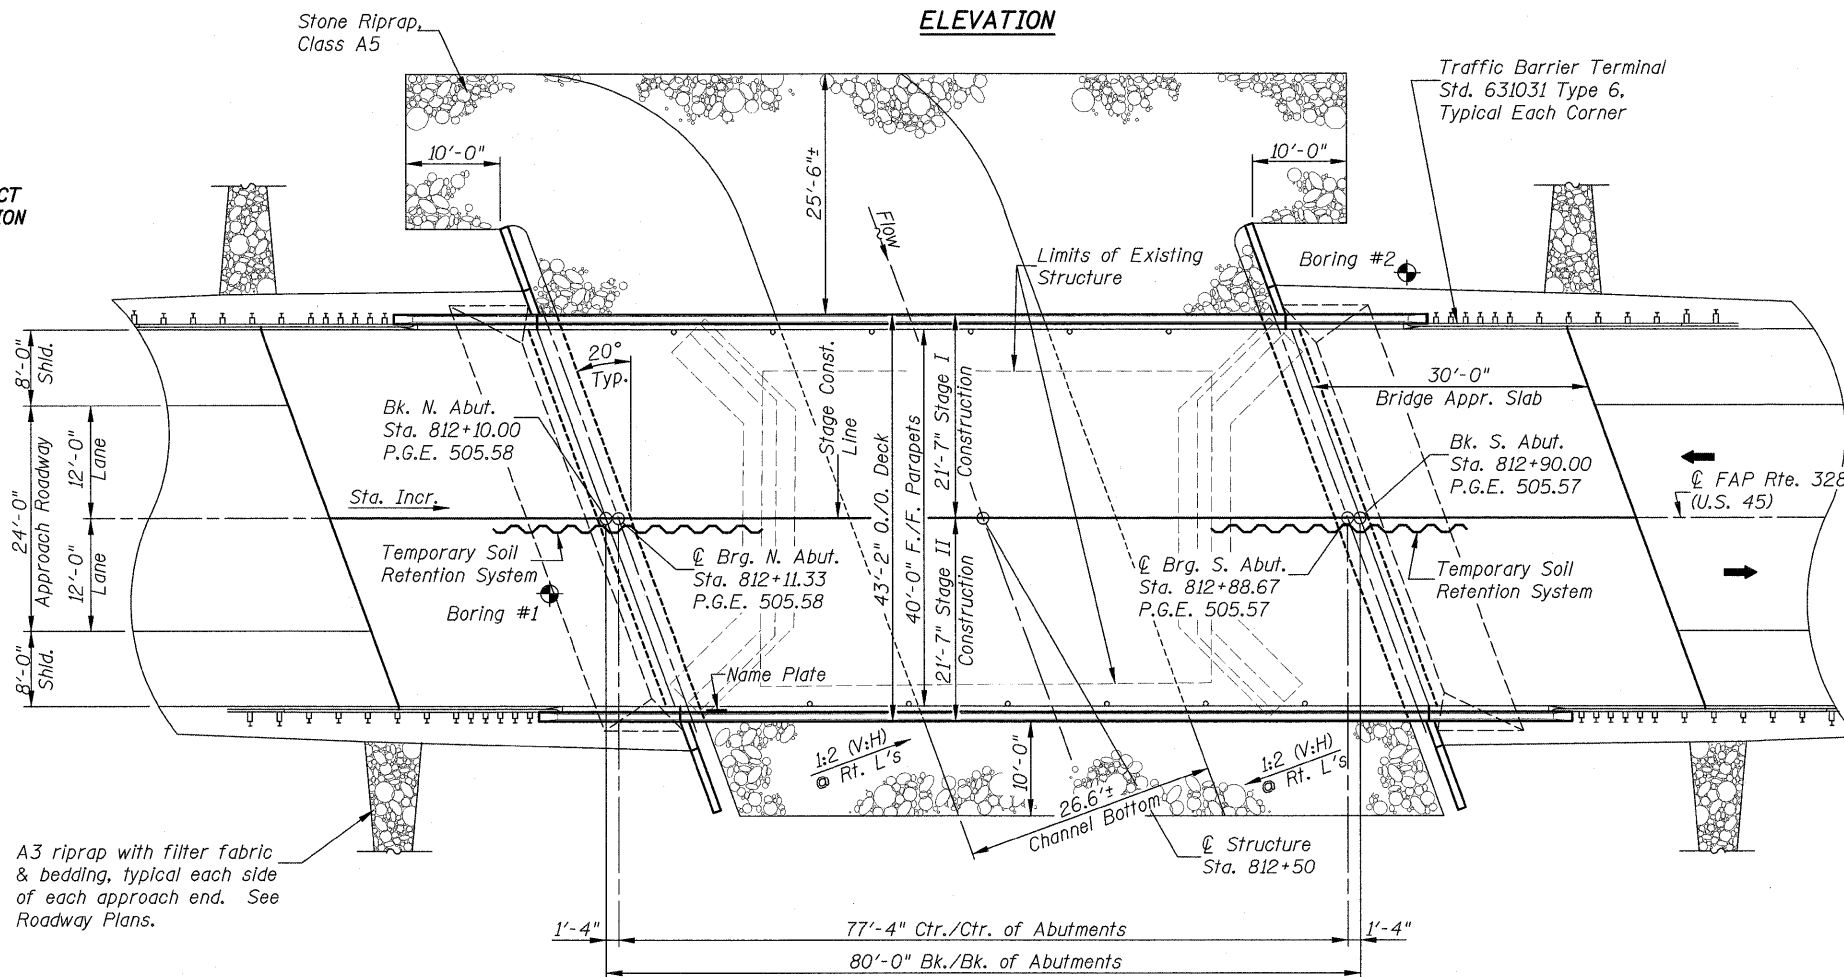 ELEVATION
Stone Riprap,
Class A5
Traffic Barrier Terminal
Std. 631031 Type 6,
Typical Each Corner
10'-0"
25'-6"±
10'-0"
CT
ION
Flow
Limits of Existing
Structure
Boring #2
8'-0"
Shld.
20°
Typ.
Stage Const.
Line
21'-7" Stage I
Construction
30'-0"
Bridge Appr. Slab
Bk. N. Abut.
Sta. 812+10.00
P.G.E. 505.58
Bk. S. Abut.
Sta. 812+90.00
P.G.E. 505.57
24'-0"
Approach Roadway
12'-0"
Lane
Sta. Incr.
43'-2" O./O. Deck
40'-0" F./F. Parapets
℄ FAP Rte. 328
(U.S. 45)
12'-0"
Lane
Temporary Soil
Retention System
Boring #1
℄ Brg. N. Abut.
Sta. 812+11.33
P.G.E. 505.58
21'-7" Stage II
Construction
℄ Brg. S. Abut.
Sta. 812+88.67
P.G.E. 505.57
Temporary Soil
Retention System
8'-0"
Shld.
Name Plate
1:2 (V:H)
@ Rt. L's
10'-0"
26.6'±
Channel Bottom
1:2 (V:H)
@ Rt. L's
℄ Structure
Sta. 812+50
A3 riprap with filter fabric
& bedding, typical each side
of each approach end. See
Roadway Plans.
1'-4"
77'-4" Ctr./Ctr. of Abutments
1'-4"
80'-0" Bk./Bk. of Abutments